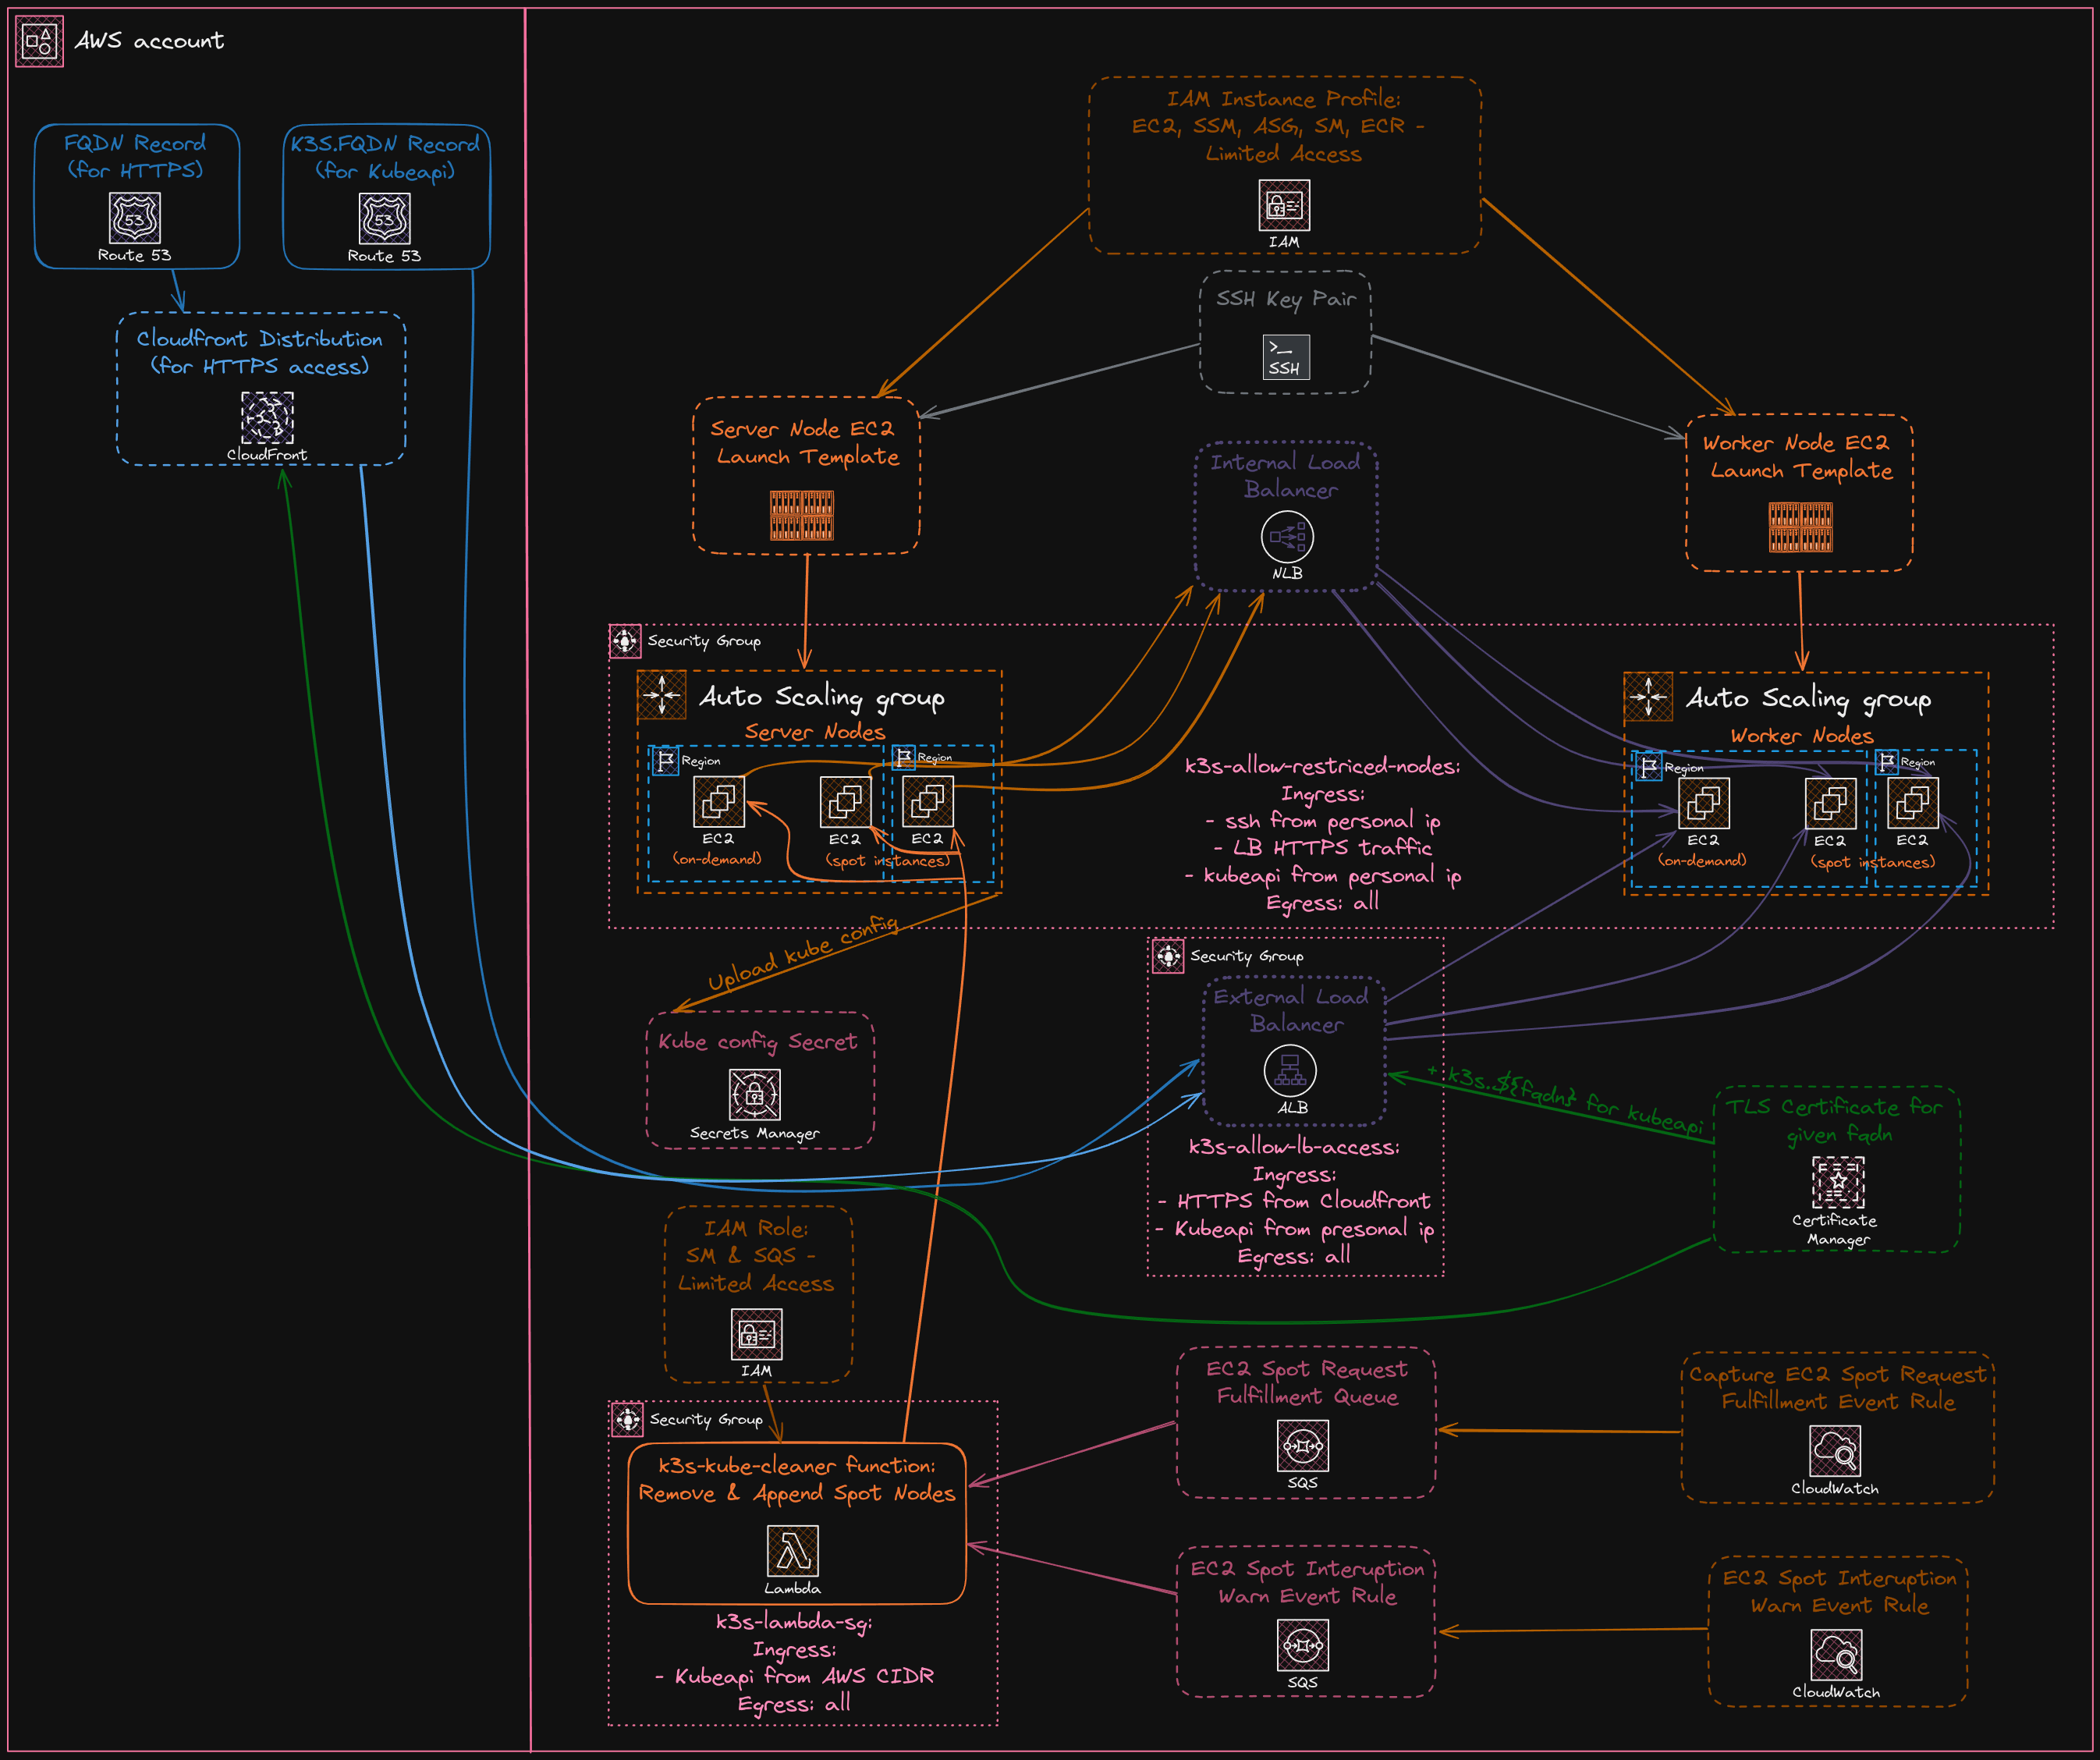 AWS account
FQDN Record
(for HTTPS)
53
Route 53
K3S.FQDN Record
(for Kubeapi)
53
Route 53
Cloudfront Distribution
(for HTTPS access)
CloudFront
IAM Instance Profile:
EC2, SSM, ASG, SM, ECR -
Limited Access
IAM
SSH Key Pair
>_
SSH
Server Node EC2
Launch Template
Internal Load
Balancer
NLB
Worker Node EC2
Launch Template
Security Group
Auto Scaling group
Server Nodes
Region
Region
EC2
EC2
EC2
(on-demand)
(spot instances)
k3s-allow-restriced-nodes:
Ingress:
- ssh from personal ip
- LB HTTPS traffic
- kubeapi from personal ip
Egress: all
Auto Scaling group
Worker Nodes
Region
Region
EC2
EC2
EC2
(on-demand)
(spot instances)
Upload kube config
Kube config Secret
Secrets Manager
Security Group
External Load
Balancer
ALB
k3s-allow-lb-access:
Ingress:
- HTTPS from Cloudfront
- Kubeapi from presonal ip
Egress: all
+ k3s.${fqdn} for kubeapi
TLS Certificate for
given fqdn
Certificate
Manager
IAM Role:
SM & SQS -
Limited Access
IAM
Security Group
k3s-kube-cleaner function:
Remove & Append Spot Nodes
Lambda
k3s-lambda-sg:
Ingress:
- Kubeapi from AWS CIDR
Egress: all
EC2 Spot Request
Fulfillment Queue
SQS
Capture EC2 Spot Request
Fulfillment Event Rule
CloudWatch
EC2 Spot Interuption
Warn Event Rule
SQS
EC2 Spot Interuption
Warn Event Rule
CloudWatch